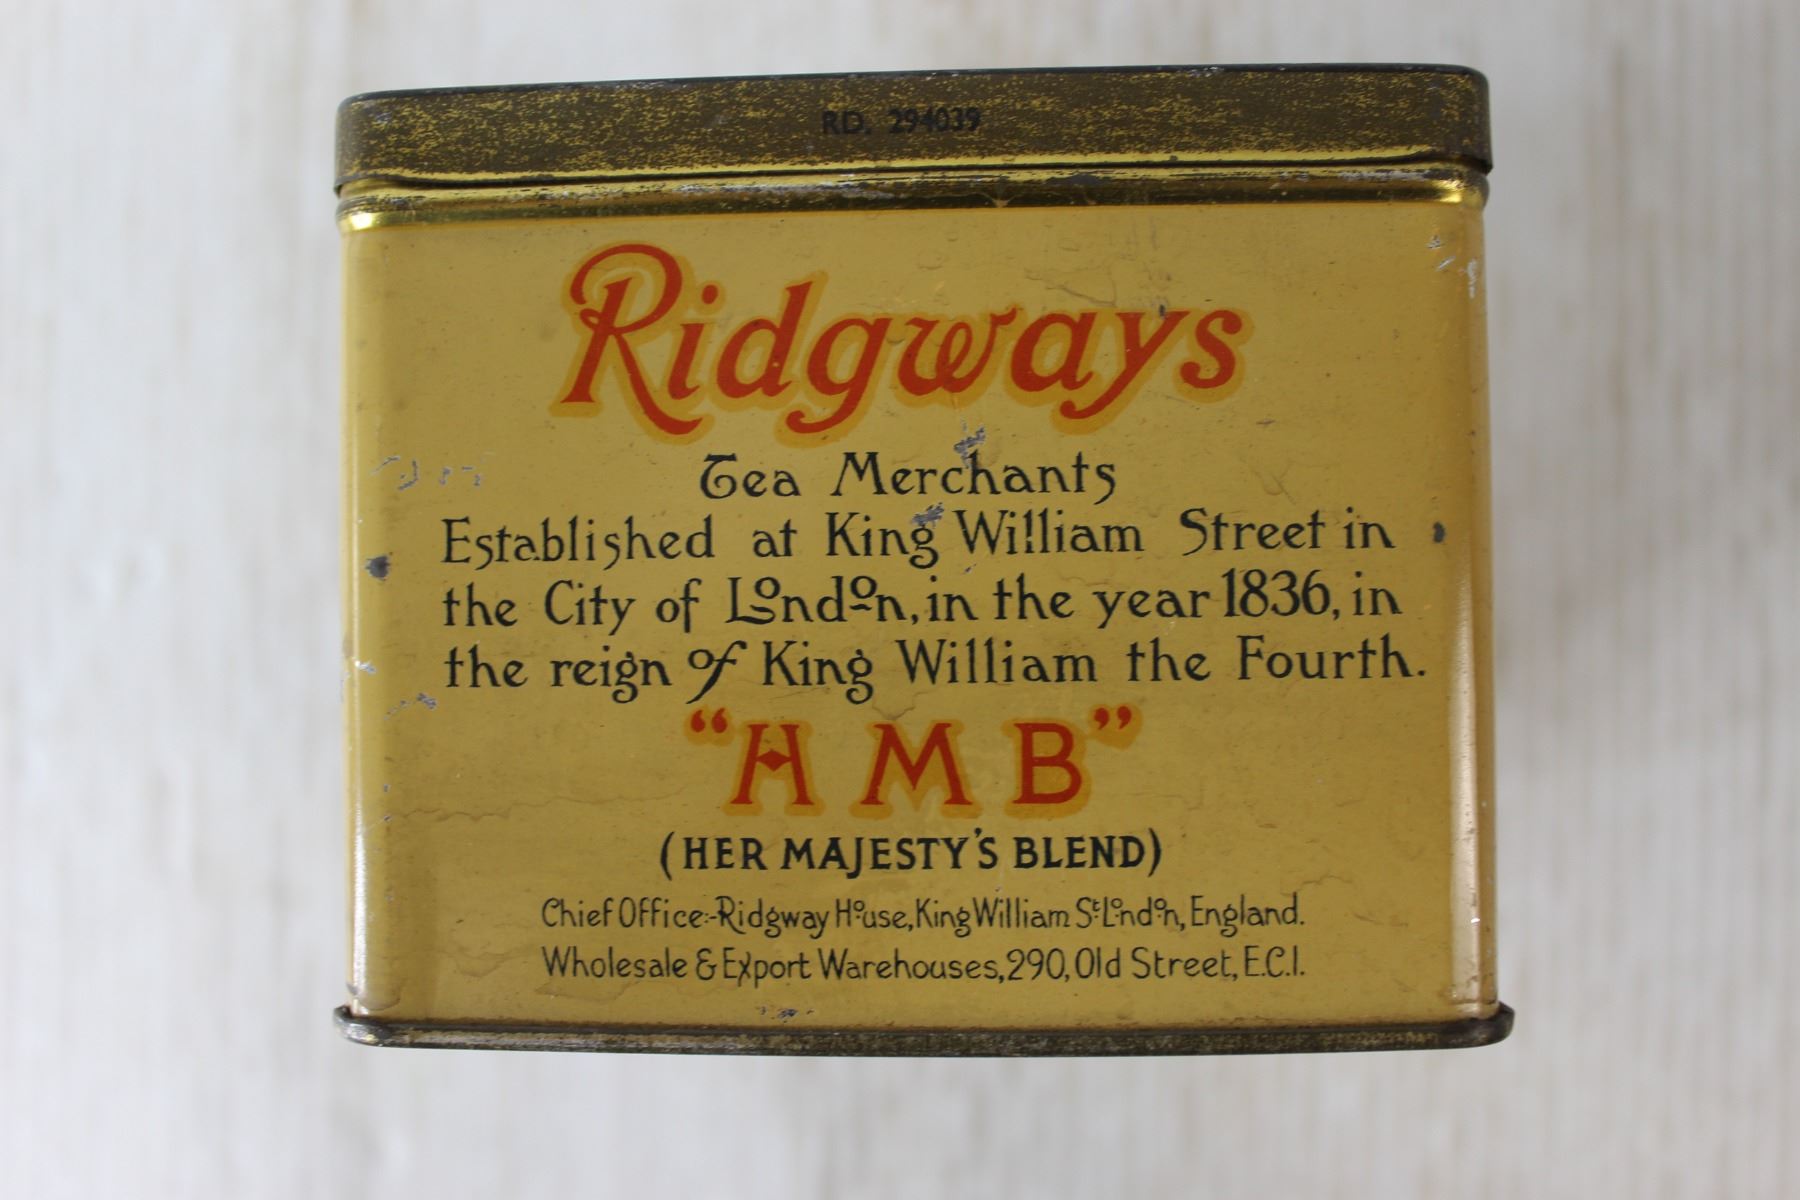 RD. 294039
Ridgways
Tea Merchants
Established at King William Street in
the City of London, in the year 1836, in
the reign of King William the Fourth.
"H M B"
(HER MAJESTY'S BLEND)
Chief Office:-Ridgway House, King William St. London, England.
Wholesale & Export Warehouses, 290, Old Street, E.C.1.